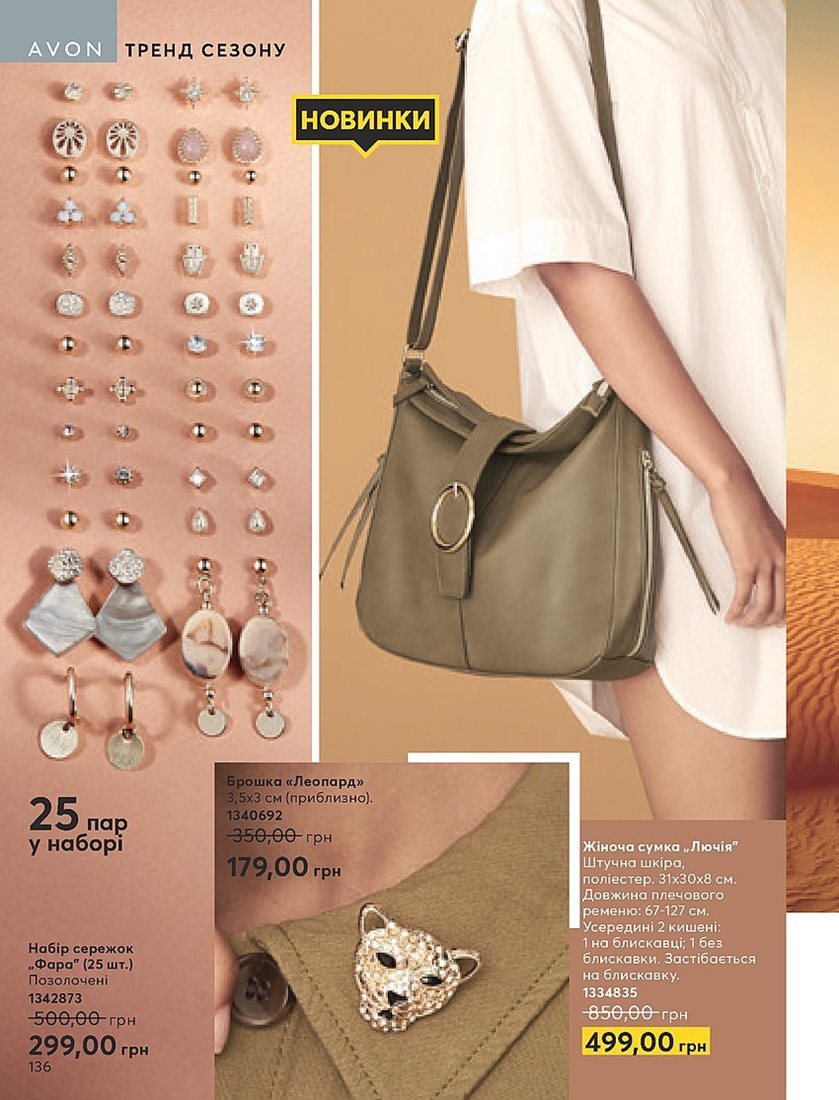 AVON ТРЕНД СЕЗОНУ
НОВИНКИ
25 пар
у наборі
Набір сережок
„Фара” (25 шт.)
Позолочені
1342873
500,00 грн
299,00 грн
136
Брошка «Леопард»
3,5х3 см (приблизно).
1340692
350,00 грн
179,00 грн
Жіноча сумка „Лючія”
Штучна шкіра,
поліестер. 31х30х8 см.
Довжина плечового
ременю: 67-127 см.
Усередині 2 кишені:
1 на блискавці; 1 без
блискавки. Застібається
на блискавку.
1334835
850,00 грн
499,00 грн